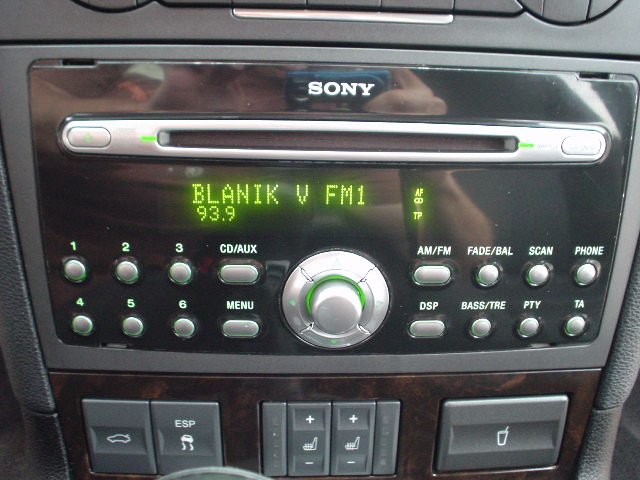 SONY
BLANIK V FM1
93.9
AF
CD
TP
1 2 3 CD/AUX AM/FM FADE/BAL SCAN PHONE
4 5 6 MENU DSP BASS/TRE PTY TA
ESP
+ +
- -